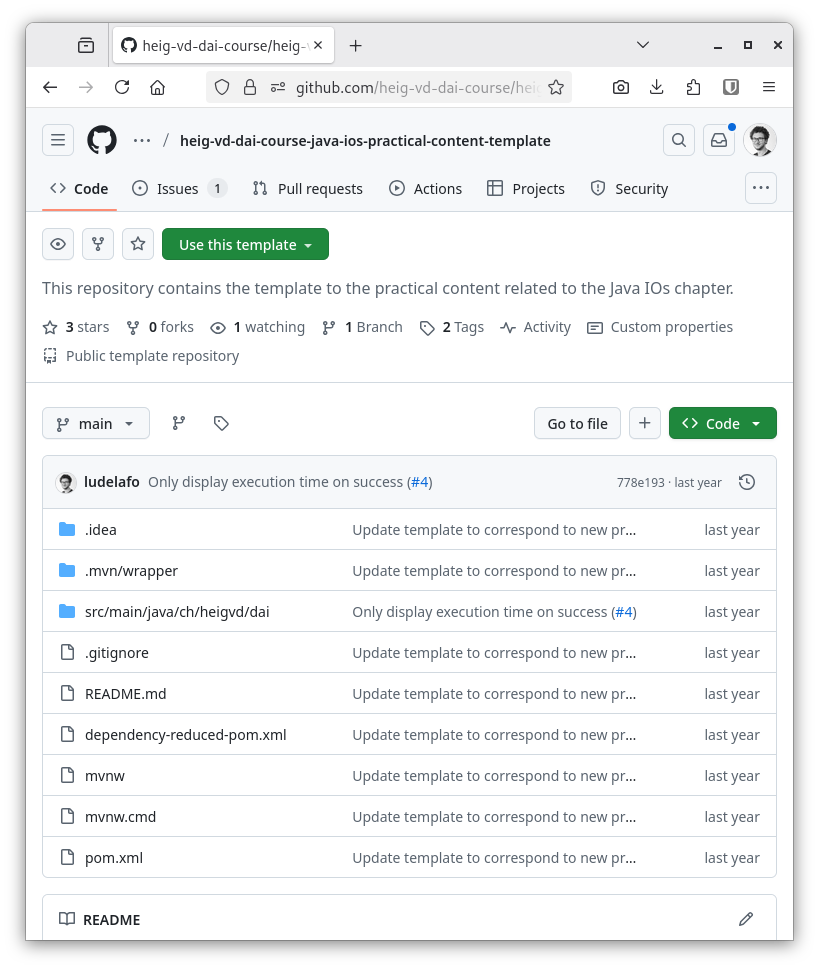 heig-vd-dai-course/heig-
github.com/heig-vd-dai-course/heig
··· / heig-vd-dai-course-java-ios-practical-content-template
Code Issues 1 Pull requests Actions Projects Security
Use this template
This repository contains the template to the practical content related to the Java IOs chapter.
3 stars 0 forks 1 watching 1 Branch 2 Tags Activity Custom properties
Public template repository
main Go to file Code
ludelafo Only display execution time on success (#4) 778e193 · last year
.idea Update template to correspond to new pr... last year
.mvn/wrapper Update template to correspond to new pr... last year
src/main/java/ch/heigvd/dai Only display execution time on success (#4) last year
.gitignore Update template to correspond to new pr... last year
README.md Update template to correspond to new pr... last year
dependency-reduced-pom.xml Update template to correspond to new pr... last year
mvnw Update template to correspond to new pr... last year
mvnw.cmd Update template to correspond to new pr... last year
pom.xml Update template to correspond to new pr... last year
README